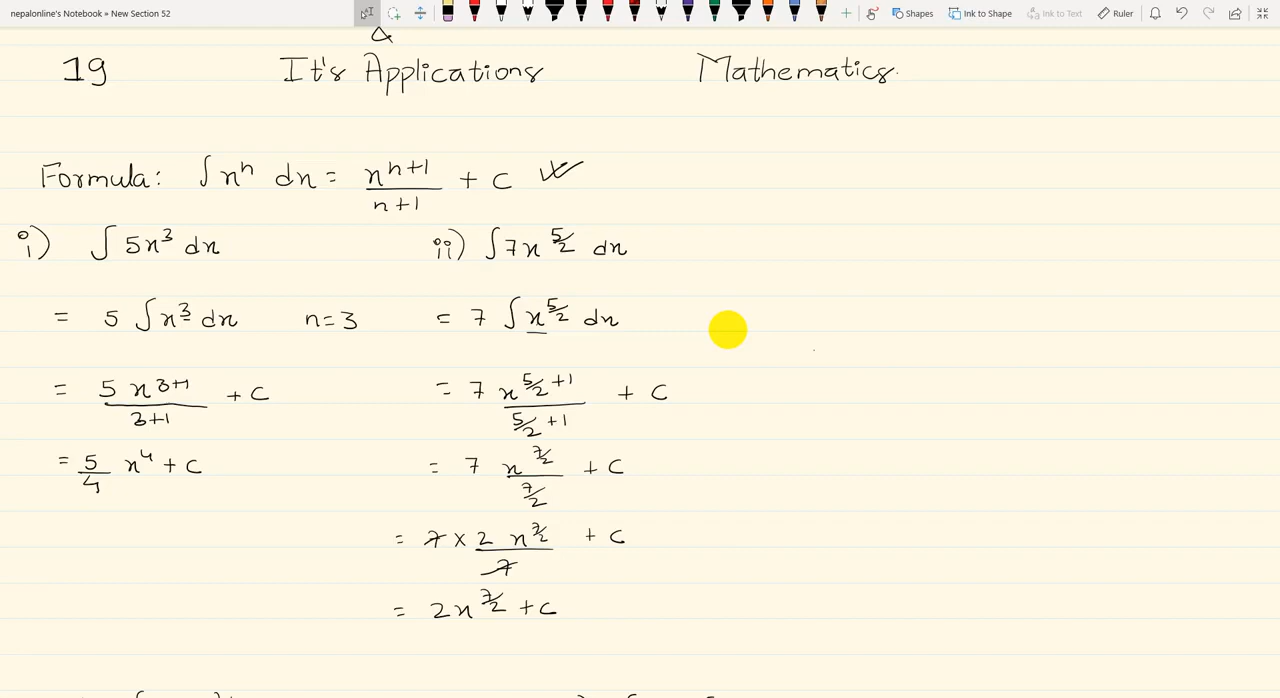 nepalonline's Notebook » New Section 52
Shapes Ink to Shape Ink to Text Ruler
&
19 It's Applications Mathematics.
Formula: ∫xⁿ dx = x^(n+1)/(n+1) + c
i) ∫ 5x³ dx
= 5 ∫x³ dx n=3
= 5 x^(3+1)/(3+1) + c
= 5/4 x⁴ + c
ii) ∫7x^(5/2) dx
= 7 ∫ x^(5/2) dx
= 7 x^(5/2 +1)/(5/2 +1) + c
= 7 x^(7/2)/(7/2) + c
= 7 × 2 x^(7/2)/7 + c
= 2x^(7/2) + c